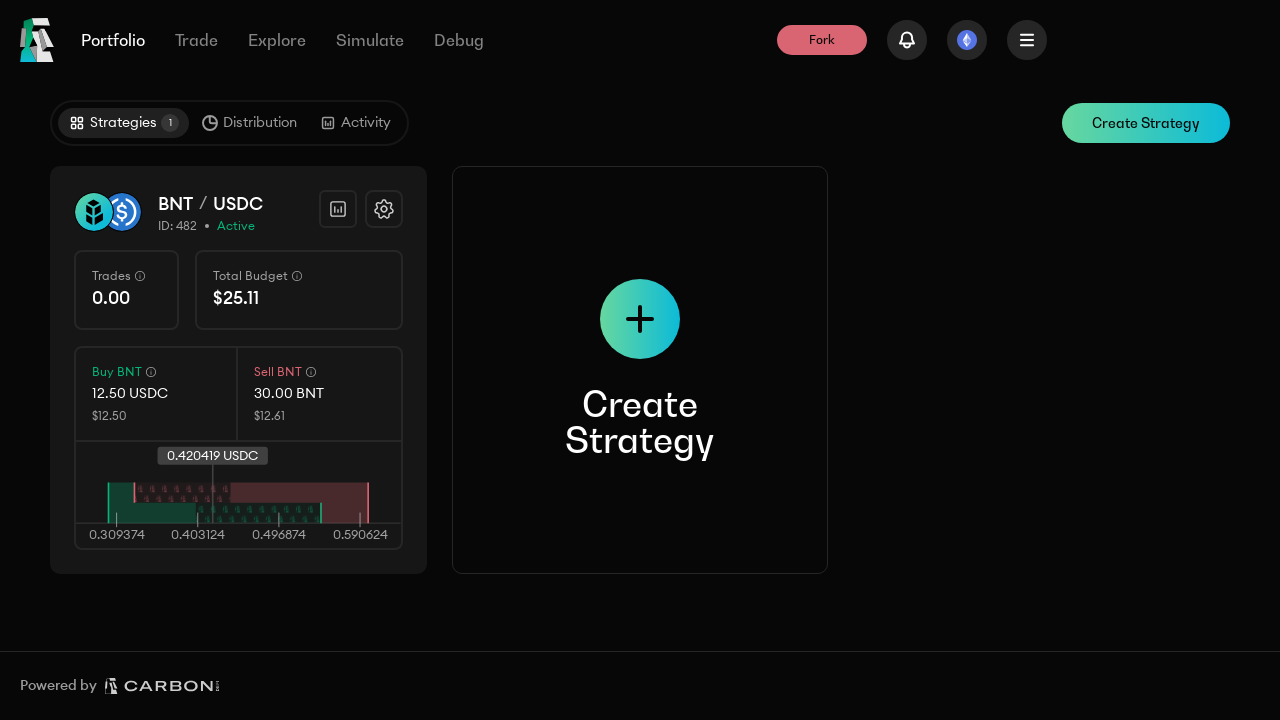 Portfolio
Trade
Explore
Simulate
Debug
Fork
Strategies
1
Distribution
Activity
Create Strategy
BNT / USDC
ID: 482 • Active
Trades
0.00
Total Budget
$25.11
Buy BNT
12.50 USDC
$12.50
Sell BNT
30.00 BNT
$12.61
0.420419 USDC
0.309374
0.403124
0.496874
0.590624
Create
Strategy
Powered by
CARBON